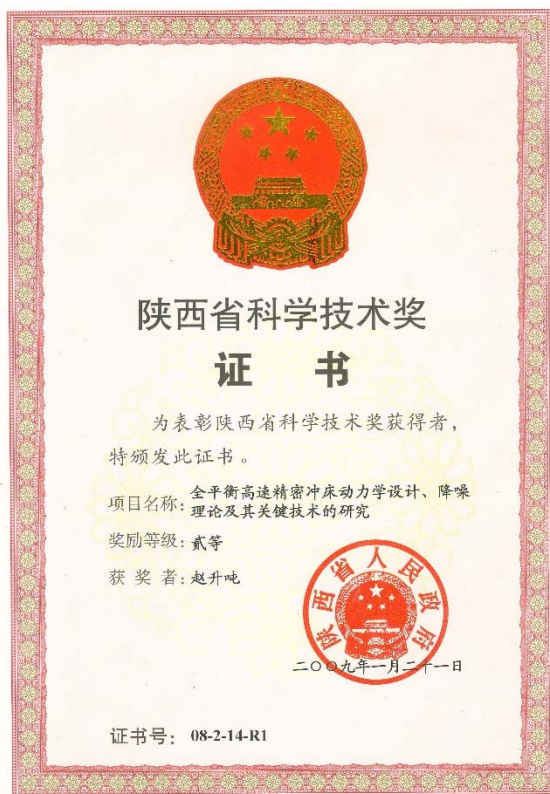 陕西省科学技术奖
证 书
为表彰陕西省科学技术奖获得者，
特颁发此证书。
项目名称：全平衡高速精密冲床动力学设计、降噪
理论及其关键技术的研究
奖励等级：贰等
获 奖 者：赵升吨
陕西省人民政府
二〇〇九年一月二十一日
证书号： 08-2-14-R1